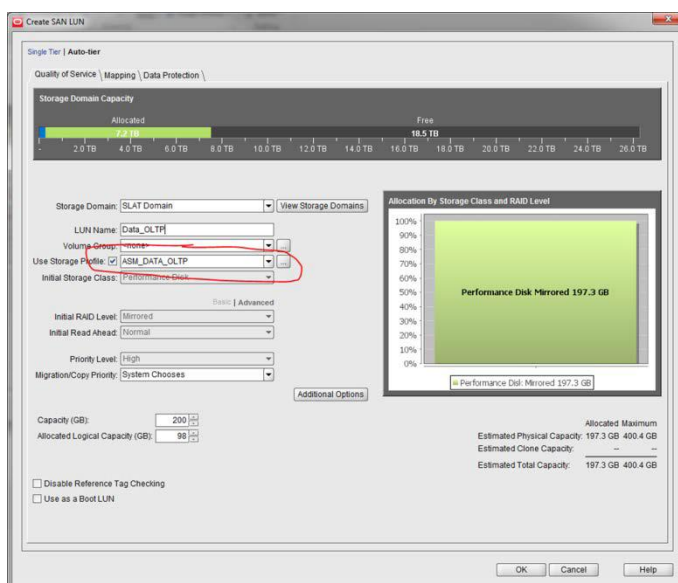 Create SAN LUN
Single Tier | Auto-tier
Quality of Service \ Mapping \ Data Protection \
Storage Domain Capacity
Allocated Free
7.2 TB 18.5 TB
- 2.0 TB 4.0 TB 6.0 TB 8.0 TB 10.0 TB 12.0 TB 14.0 TB 16.0 TB 18.0 TB 20.0 TB 22.0 TB 24.0 TB 26.0 TB
Storage Domain: SLAT Domain View Storage Domains
LUN Name: Data_OLTP
Volume Group: <none> ...
Use Storage Profile: ASM_DATA_OLTP ...
Initial Storage Class: Performance Disk
Basic | Advanced
Initial RAID Level: Mirrored
Initial Read Ahead: Normal
Priority Level: High
Migration/Copy Priority: System Chooses
Additional Options
Capacity (GB): 200
Allocated Logical Capacity (GB): 98
Disable Reference Tag Checking
Use as a Boot LUN
Allocation By Storage Class and RAID Level
100%
90%
80%
70%
60%
50%
40%
30%
20%
10%
0%
Performance Disk Mirrored 197.3 GB
Performance Disk Mirrored 197.3 GB
Allocated Maximum
Estimated Physical Capacity: 197.3 GB 400.4 GB
Estimated Clone Capacity: -- --
Estimated Total Capacity: 197.3 GB 400.4 GB
OK Cancel Help